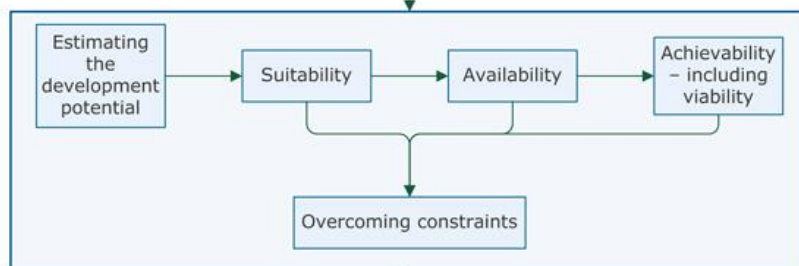 Estimating
the
development
potential
Suitability
Availability
Achievability
– including
viability
Overcoming constraints